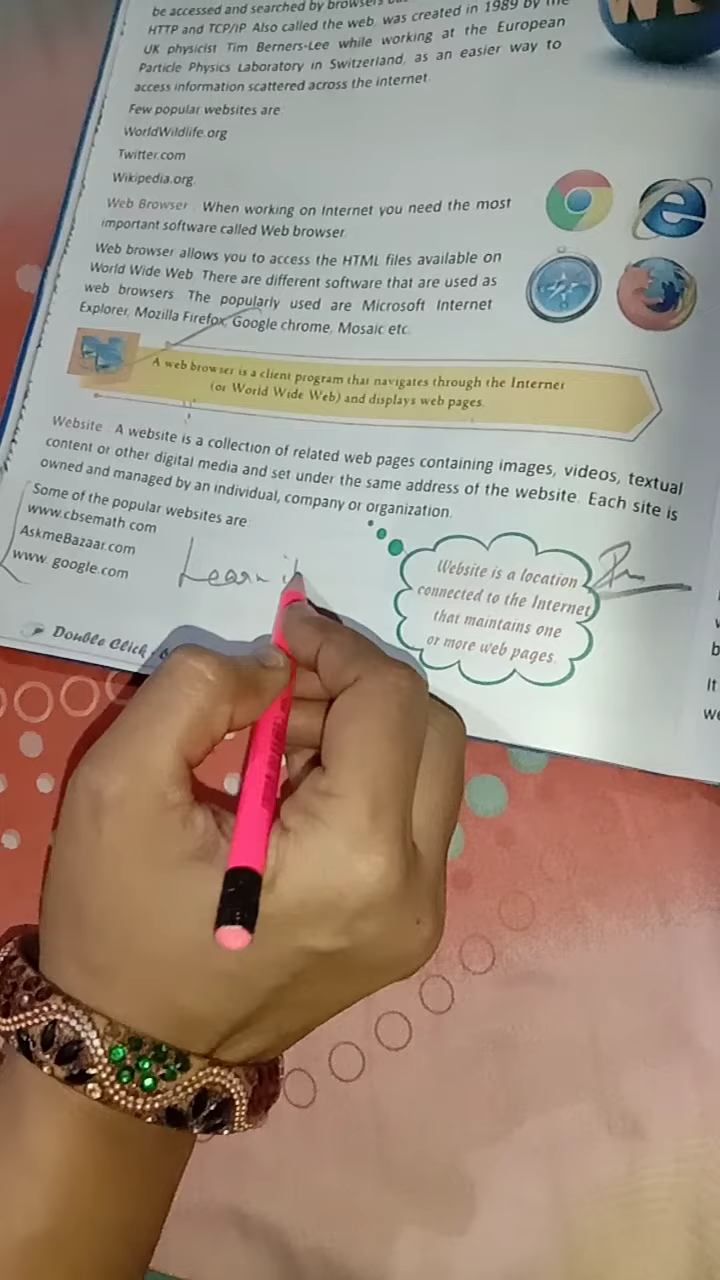 be accessed and searched by browsers
HTTP and TCP/IP. Also called the web, was created in 1989 by the
UK physicist Tim Berners-Lee while working at the European
Particle Physics Laboratory in Switzerland, as an easier way to
access information scattered across the internet.
Few popular websites are
WorldWildlife.org
Twitter.com
Wikipedia.org
Web Browser : When working on Internet you need the most
important software called Web browser.
Web browser allows you to access the HTML files available on
World Wide Web. There are different software that are used as
web browsers. The popularly used are Microsoft Internet
Explorer, Mozilla Firefox, Google chrome, Mosaic etc.
A web browser is a client program that navigates through the Internet
(or World Wide Web) and displays web pages.
Website : A website is a collection of related web pages containing images, videos, textual
content or other digital media and set under the same address of the website. Each site is
owned and managed by an individual, company or organization.
Some of the popular websites are
www.cbsemath.com
AskmeBazaar.com
www. google.com
Learn it
Website is a location
connected to the Internet
that maintains one
or more web pages.
Double Click
It